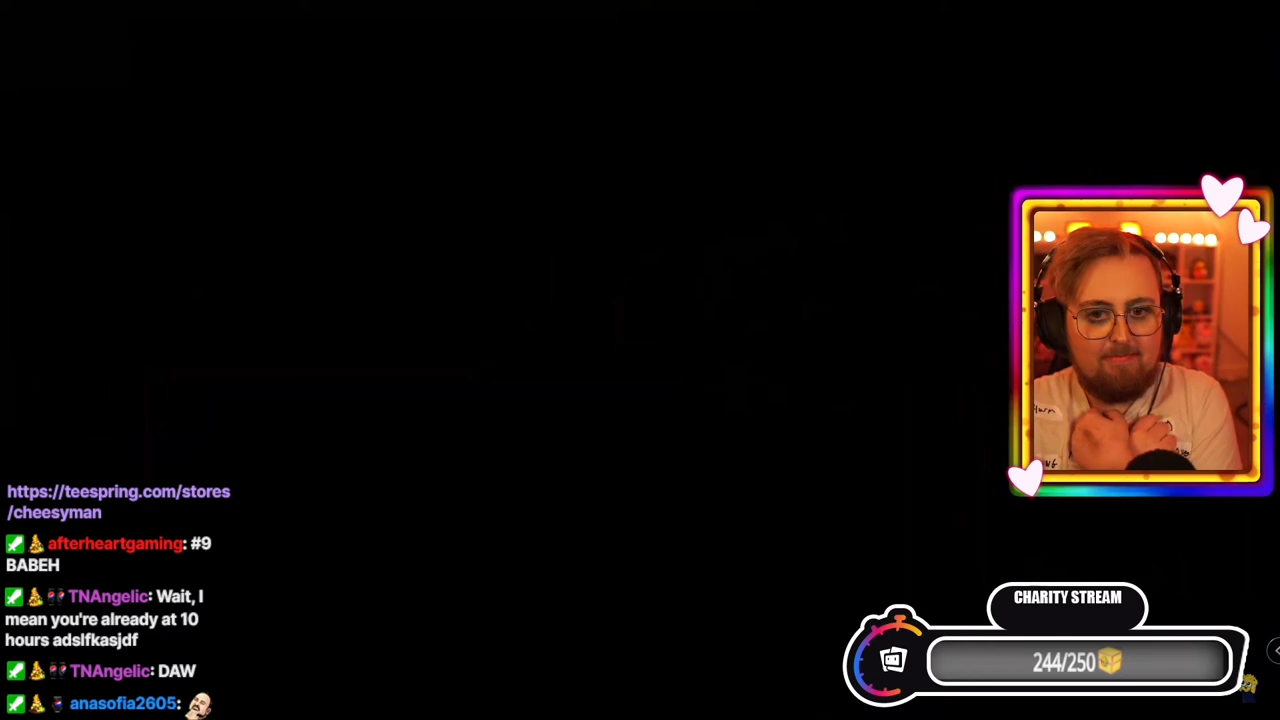 https://teespring.com/stores
/cheesyman
afterheartgaming: #9
BABEH
TNAngelic: Wait, I
mean you're already at 10
hours adslfkasjdf
TNAngelic: DAW
anasofia2605:
CHARITY STREAM
244/250